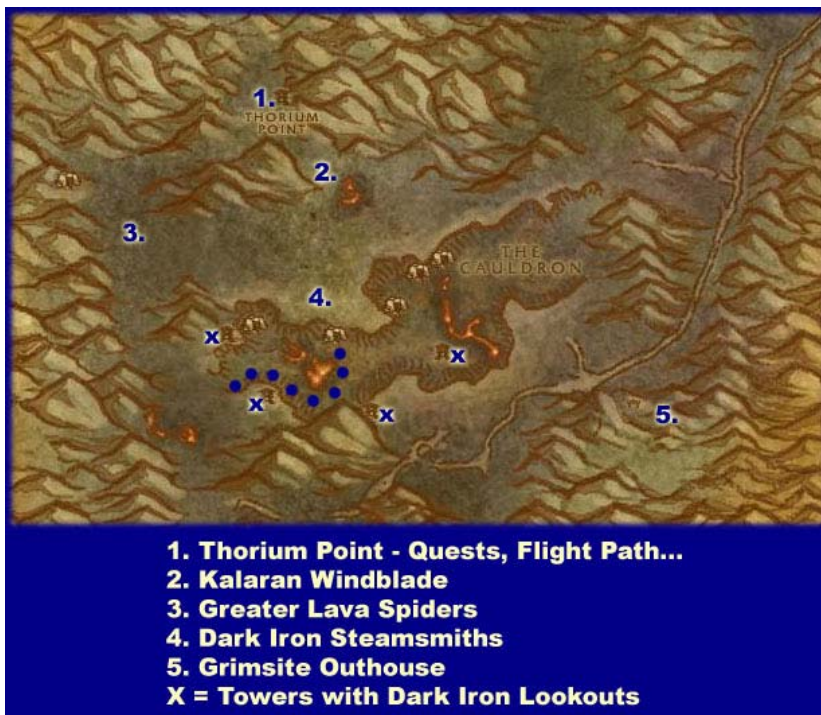 1.
THORIUM
POINT
2.
3.
THE
CAULDRON
4.
x
x
x
x
5.
1. Thorium Point - Quests, Flight Path...
2. Kalaran Windblade
3. Greater Lava Spiders
4. Dark Iron Steamsmiths
5. Grimsite Outhouse
X = Towers with Dark Iron Lookouts